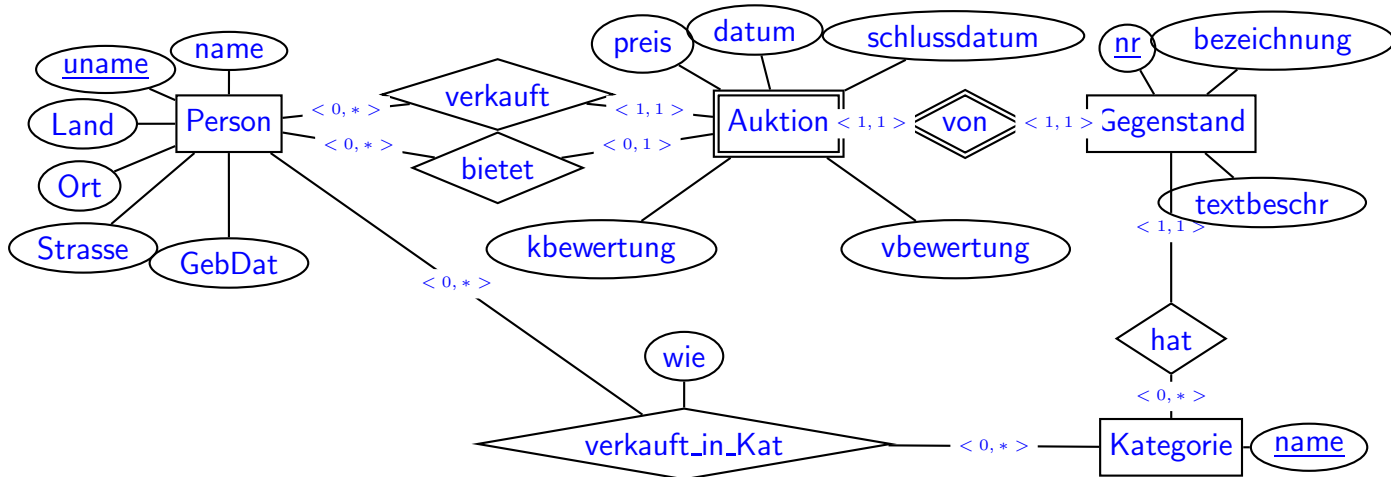 name
preis
datum
schlussdatum
nr
bezeichnung
uname
verkauft
< 0, ∗ >
< 1, 1 >
Land
Person
Auktion
< 1, 1 >
von
< 1, 1 >
Gegenstand
< 0, ∗ >
< 0, 1 >
bietet
Ort
textbeschr
Strasse
GebDat
kbewertung
vbewertung
< 1, 1 >
< 0, ∗ >
hat
wie
< 0, ∗ >
verkauft_in_Kat
< 0, ∗ >
Kategorie
name